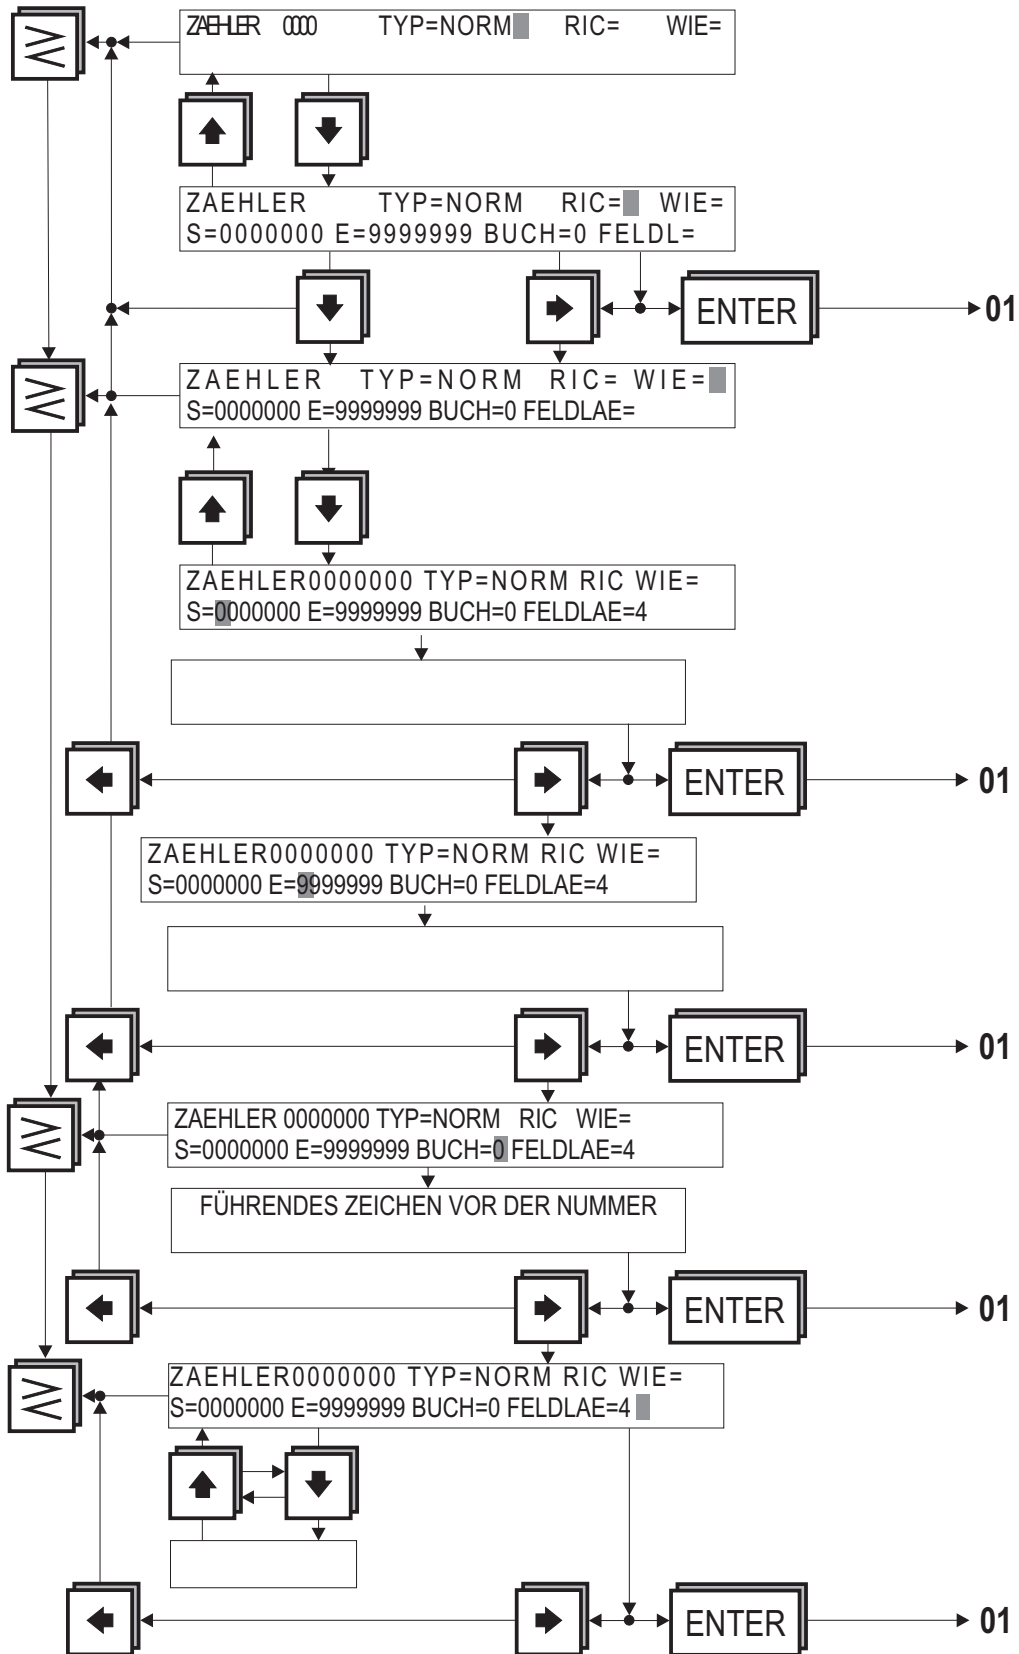 ZAEHLER 0000 TYP=NORM RIC= WIE=
ZAEHLER TYP=NORM RIC= WIE=
S=0000000 E=9999999 BUCH=0 FELDL=
ENTER 01
ZAEHLER TYP=NORM RIC= WIE=
S=0000000 E=9999999 BUCH=0 FELDLAE=
ZAEHLER0000000 TYP=NORM RIC WIE=
S=0000000 E=9999999 BUCH=0 FELDLAE=4
ENTER 01
ZAEHLER0000000 TYP=NORM RIC WIE=
S=0000000 E=9999999 BUCH=0 FELDLAE=4
ENTER 01
ZAEHLER 0000000 TYP=NORM RIC WIE=
S=0000000 E=9999999 BUCH=0 FELDLAE=4
FÜHRENDES ZEICHEN VOR DER NUMMER
ENTER 01
ZAEHLER0000000 TYP=NORM RIC WIE=
S=0000000 E=9999999 BUCH=0 FELDLAE=4
ENTER 01